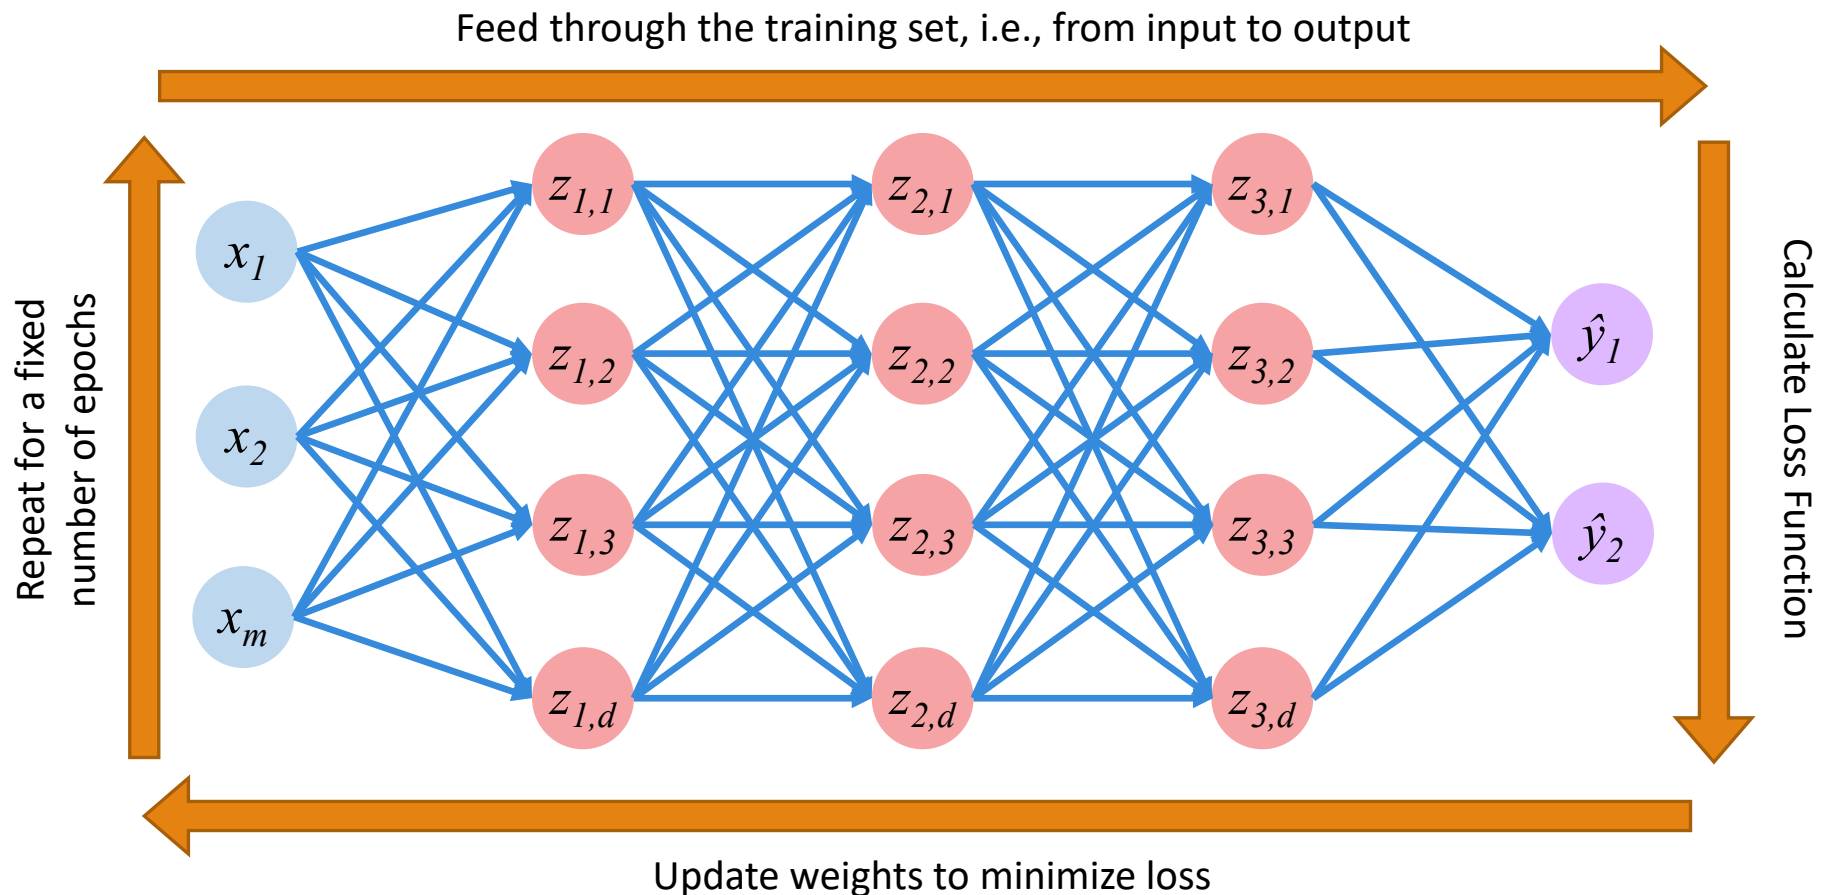 Feed through the training set, i.e., from input to output
Repeat for a fixed
number of epochs
x₁
x₂
xₘ
z₁,₁
z₁,₂
z₁,₃
z₁,d
z₂,₁
z₂,₂
z₂,₃
z₂,d
z₃,₁
z₃,₂
z₃,₃
z₃,d
ŷ₁
ŷ₂
Calculate Loss Function
Update weights to minimize loss